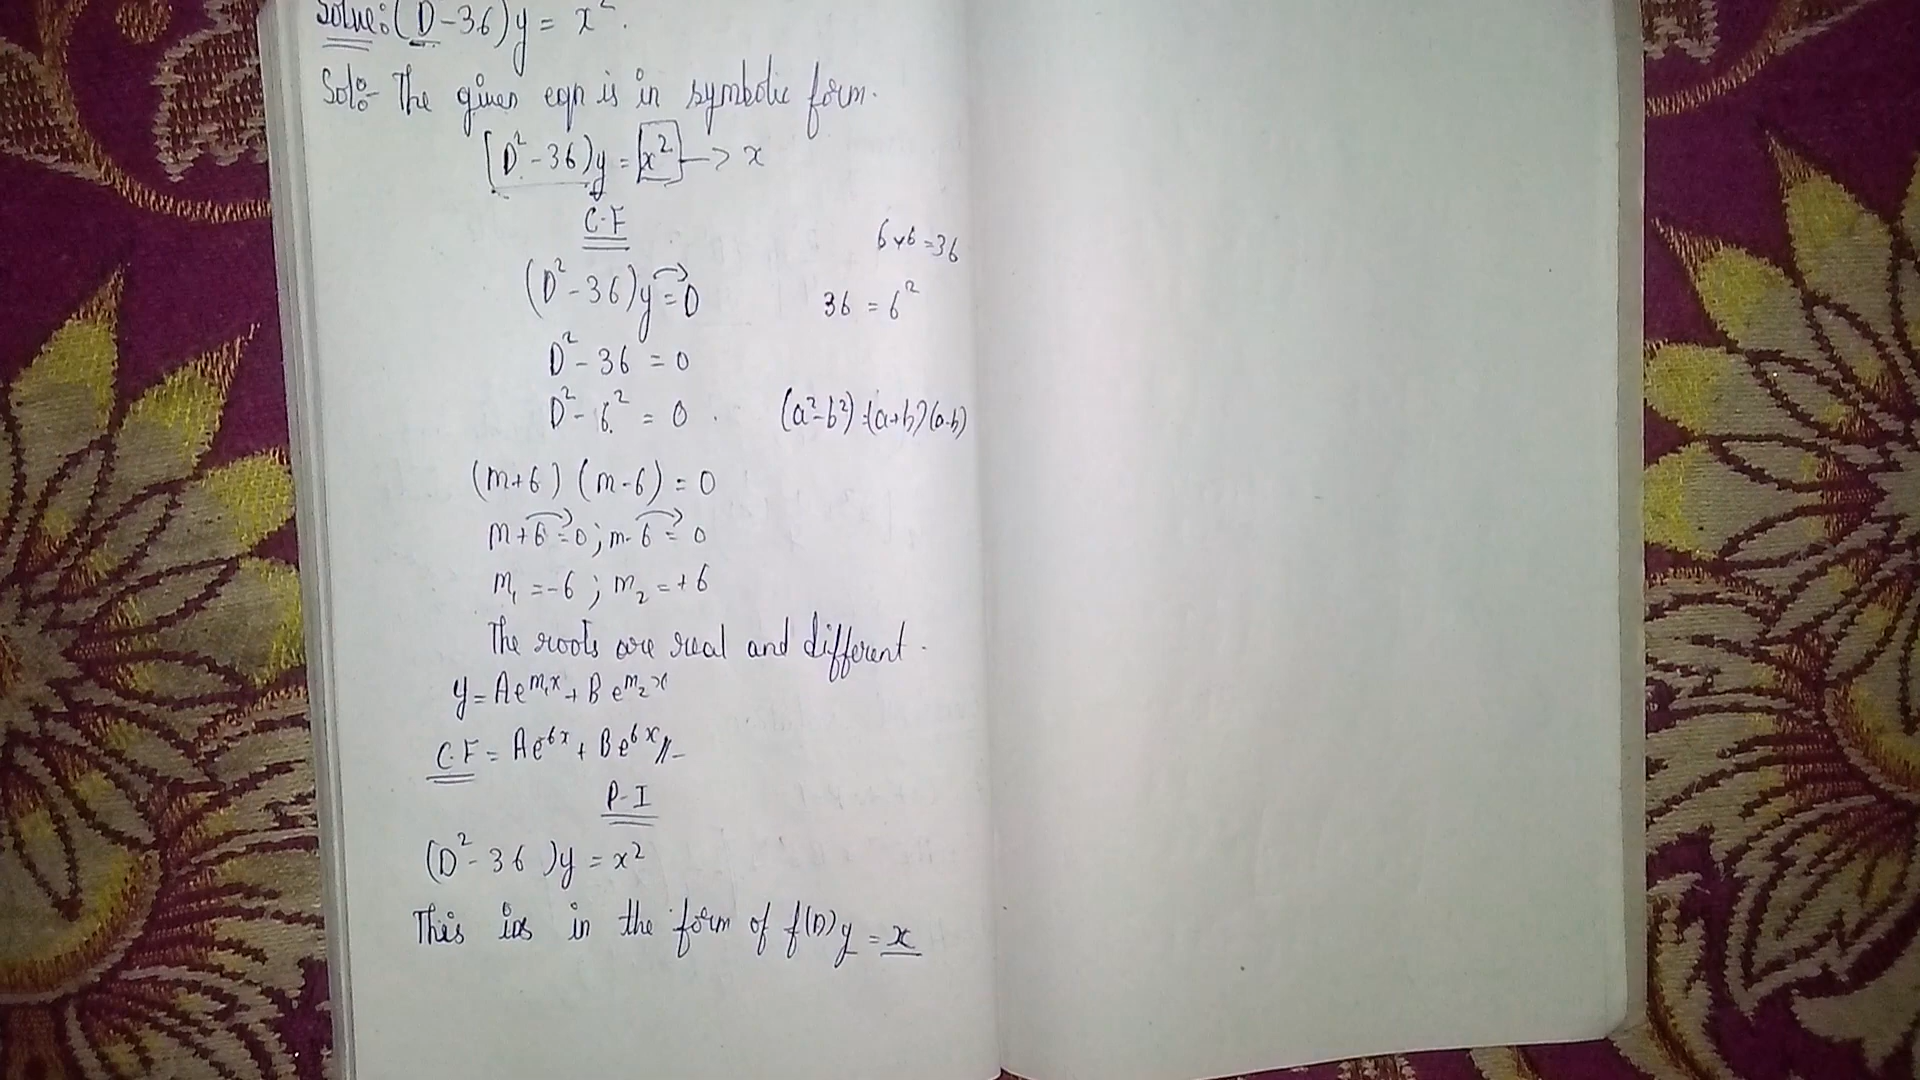 Solve:(D-36)y = x².
Sol:- The given eqn is in symbolic form.
[D²-36)y = [x²] → x
C.F
6×6=36
(D²-36)y=0
36 = 6²
D²-36 = 0
D²-6² = 0. (a²-b²)=(a+b)(a-b)
(m+6) (m-6) = 0
m+6=0; m-6=0
m₁ = -6 ; m₂ = +6
The roots are real and different.
y = Ae^m₁x + B e^m₂x
C.F = Ae^-6x + Be^6x //-
P-I
(D²-36)y = x²
This is in the form of f(D)y = x